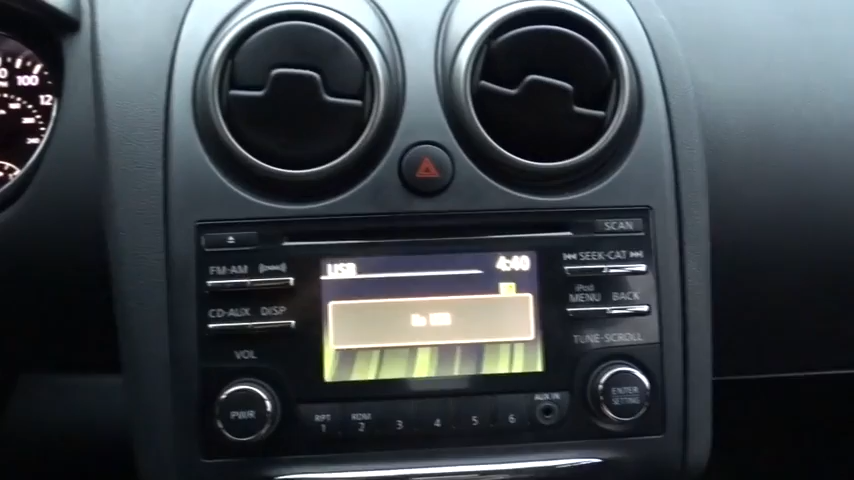 100
12
SCAN
FM·AM
SEEK·CAT
USB 4:40
iPod
MENU BACK
CD·AUX DISP
TUNE·SCROLL
VOL
PWR
ENTER
SETTING
AUX IN
RPT RDM
1 2 3 4 5 6